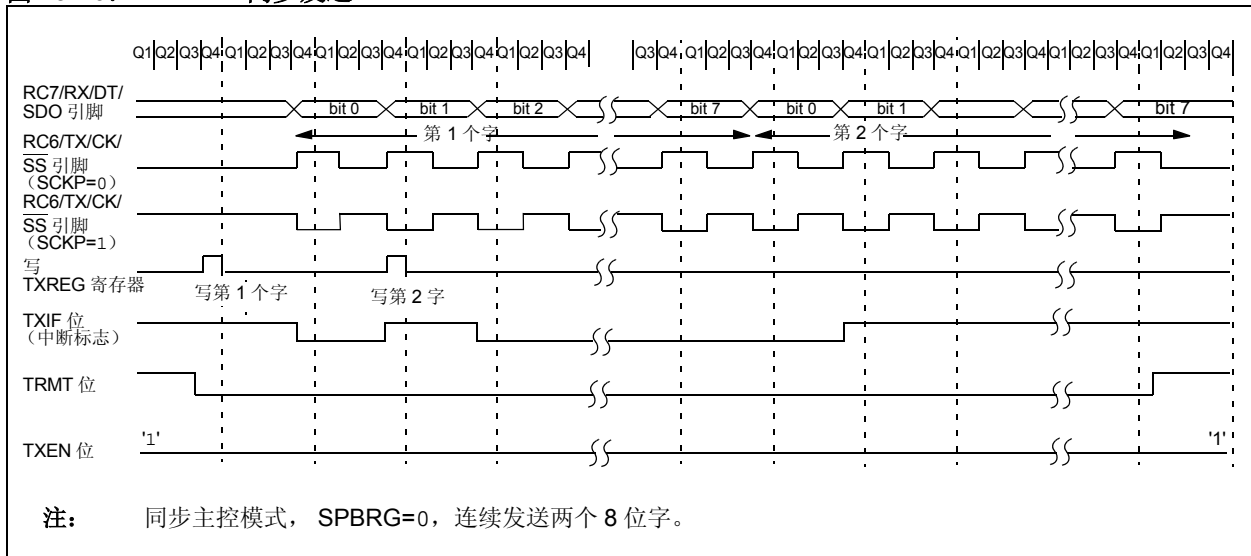 Q1 Q2 Q3 Q4 Q1 Q2 Q3 Q4 Q1 Q2 Q3 Q4 Q1 Q2 Q3 Q4 Q1 Q2 Q3 Q4 Q3 Q4 Q1 Q2 Q3 Q4 Q1 Q2 Q3 Q4 Q1 Q2 Q3 Q4 Q1 Q2 Q3 Q4 Q1 Q2 Q3 Q4 Q1 Q2 Q3 Q4
RC7/RX/DT/
SDO 引脚
bit 0 bit 1 bit 2 bit 7 bit 0 bit 1 bit 7
第 1 个字 第 2 个字
RC6/TX/CK/
SS 引脚
(SCKP=0)
RC6/TX/CK/
SS 引脚
(SCKP=1)
写
TXREG 寄存器
写第 1 个字 写第 2 字
TXIF 位
(中断标志)
TRMT 位
TXEN 位
'1' '1'
注: 同步主控模式, SPBRG=0,连续发送两个 8 位字。